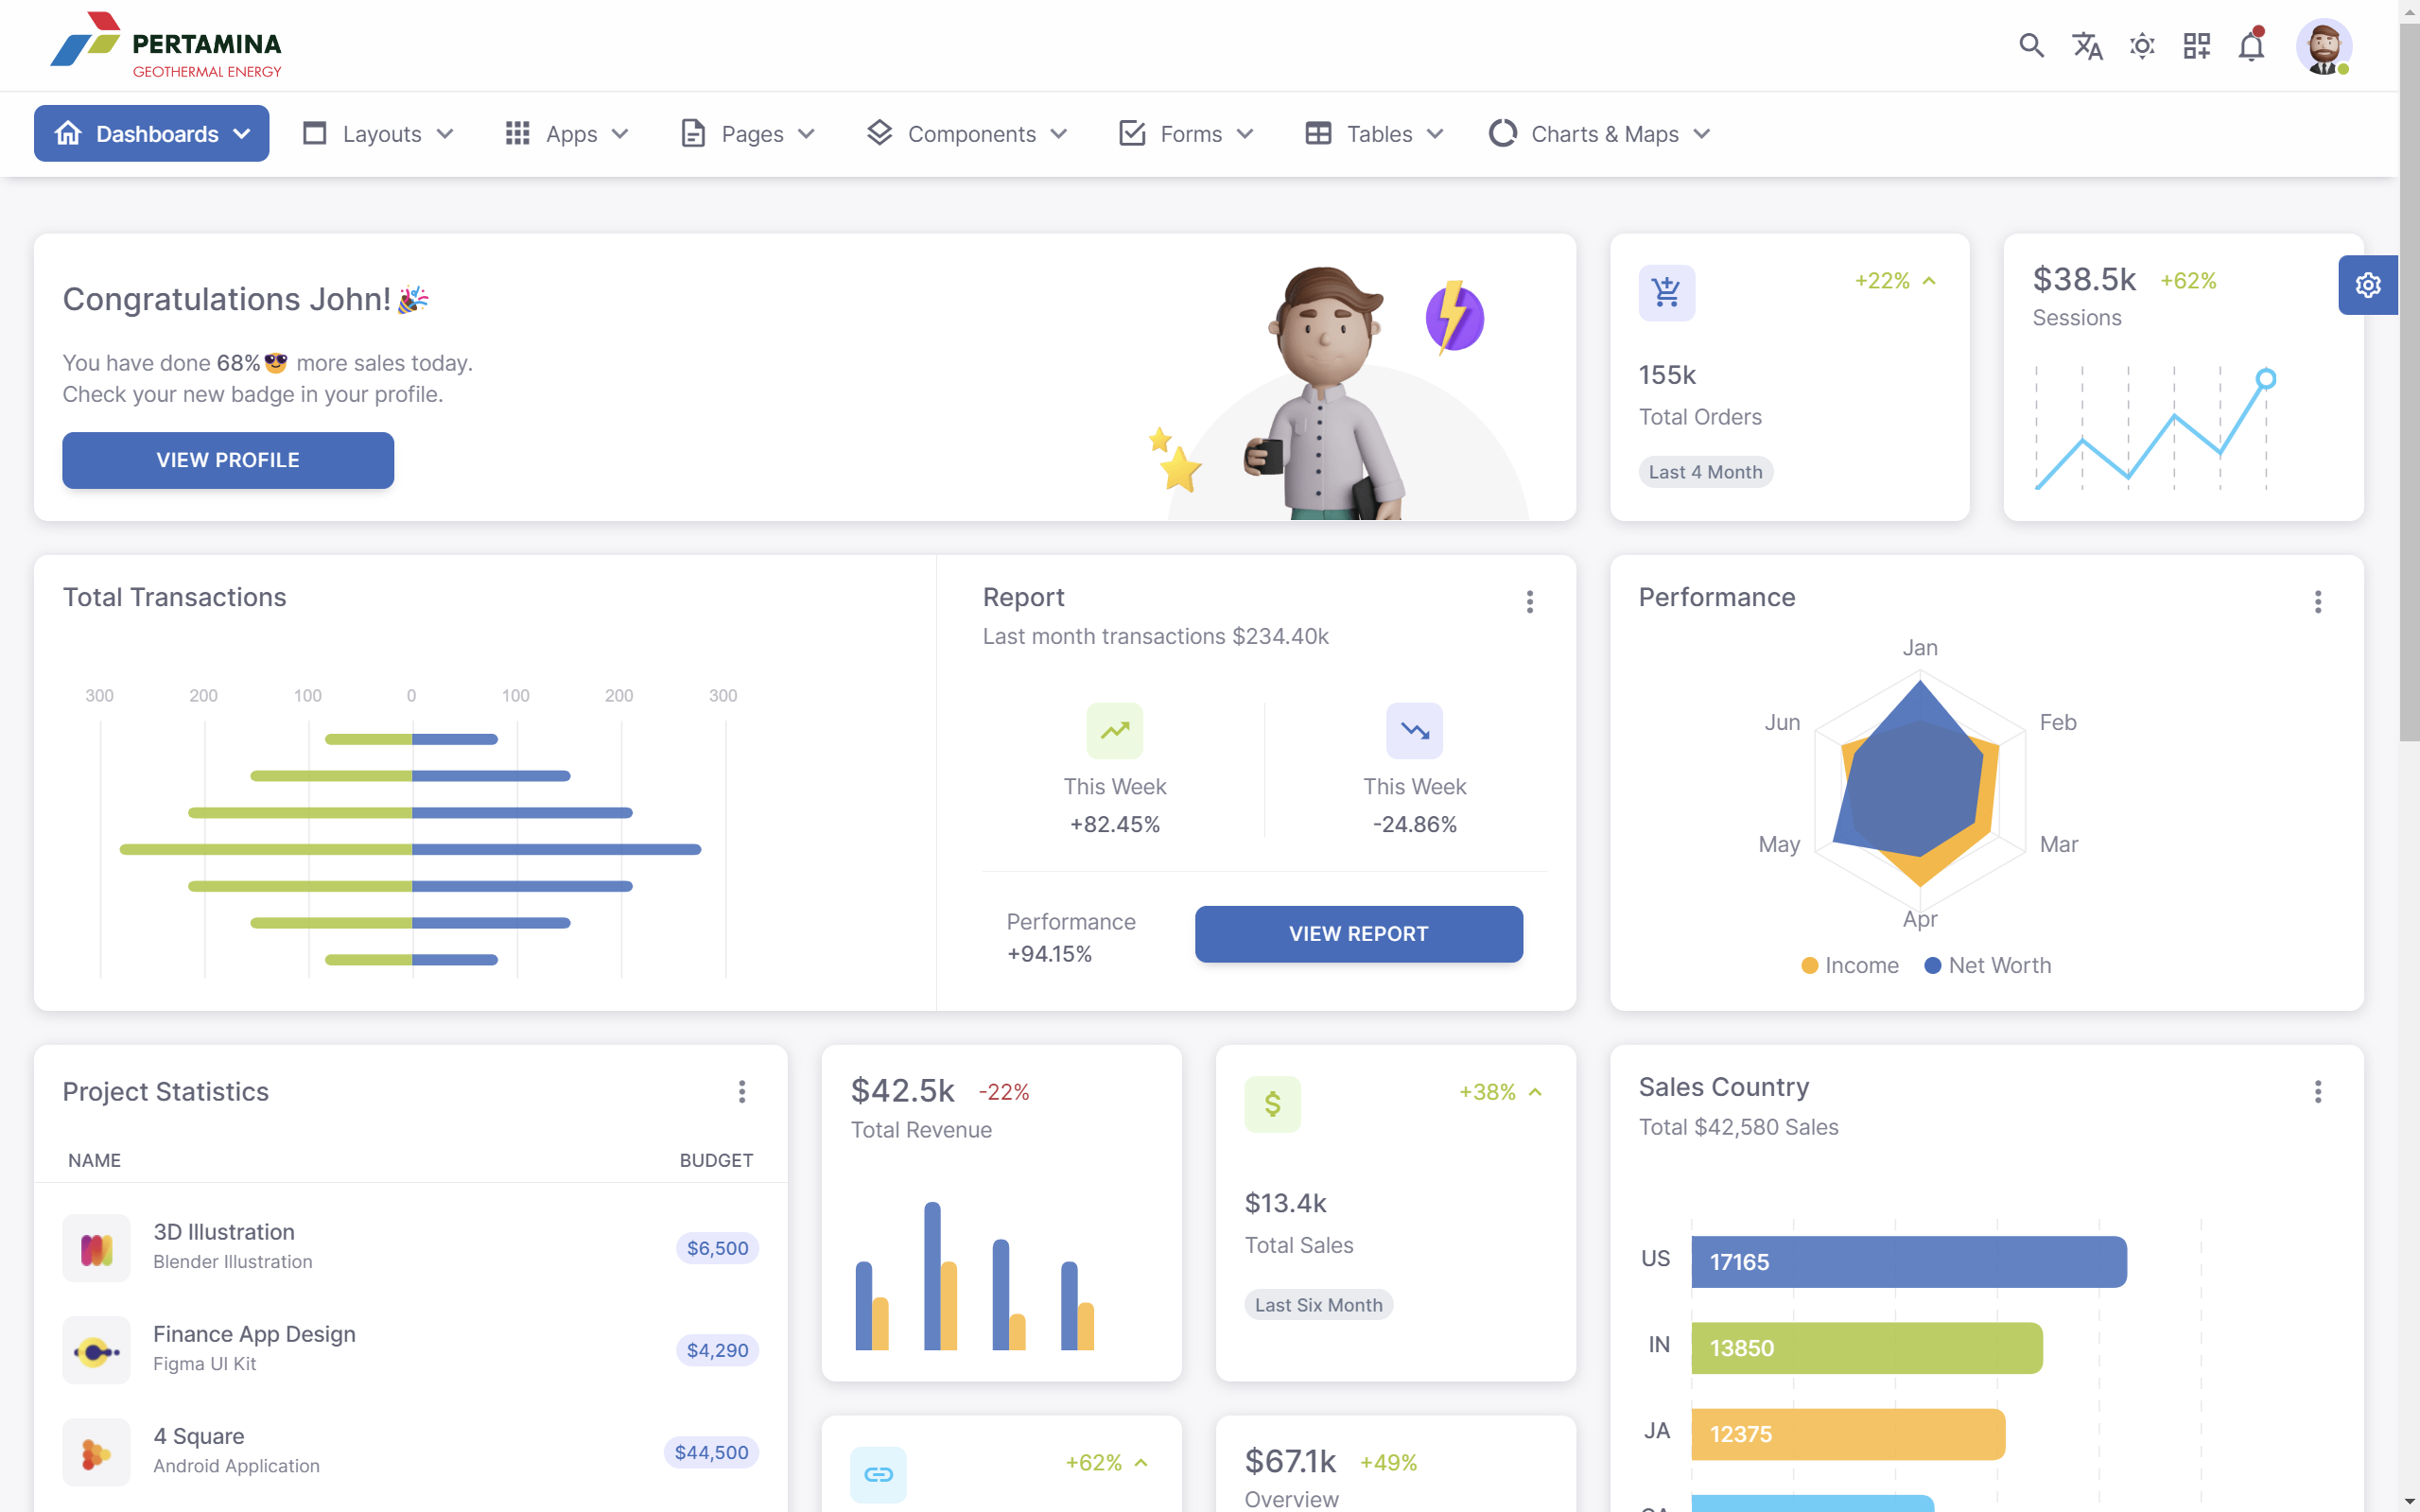 PERTAMINA
GEOTHERMAL ENERGY
Dashboards
Layouts
Apps
Pages
Components
Forms
Tables
Charts & Maps
Congratulations John!🎉
You have done 68%😎 more sales today.
Check your new badge in your profile.
VIEW PROFILE
+22%
155k
Total Orders
Last 4 Month
$38.5k +62%
Sessions
Total Transactions
300 200 100 0 100 200 300
Report
Last month transactions $234.40k
This Week
+82.45%
This Week
-24.86%
Performance
+94.15%
VIEW REPORT
Performance
Jan
Feb
Mar
Apr
May
Jun
Income Net Worth
Project Statistics
NAME BUDGET
3D Illustration
Blender Illustration
$6,500
Finance App Design
Figma UI Kit
$4,290
4 Square
Android Application
$44,500
$42.5k -22%
Total Revenue
+38%
$13.4k
Total Sales
Last Six Month
+62%
$67.1k +49%
Overview
Sales Country
Total $42,580 Sales
US 17165
IN 13850
JA 12375